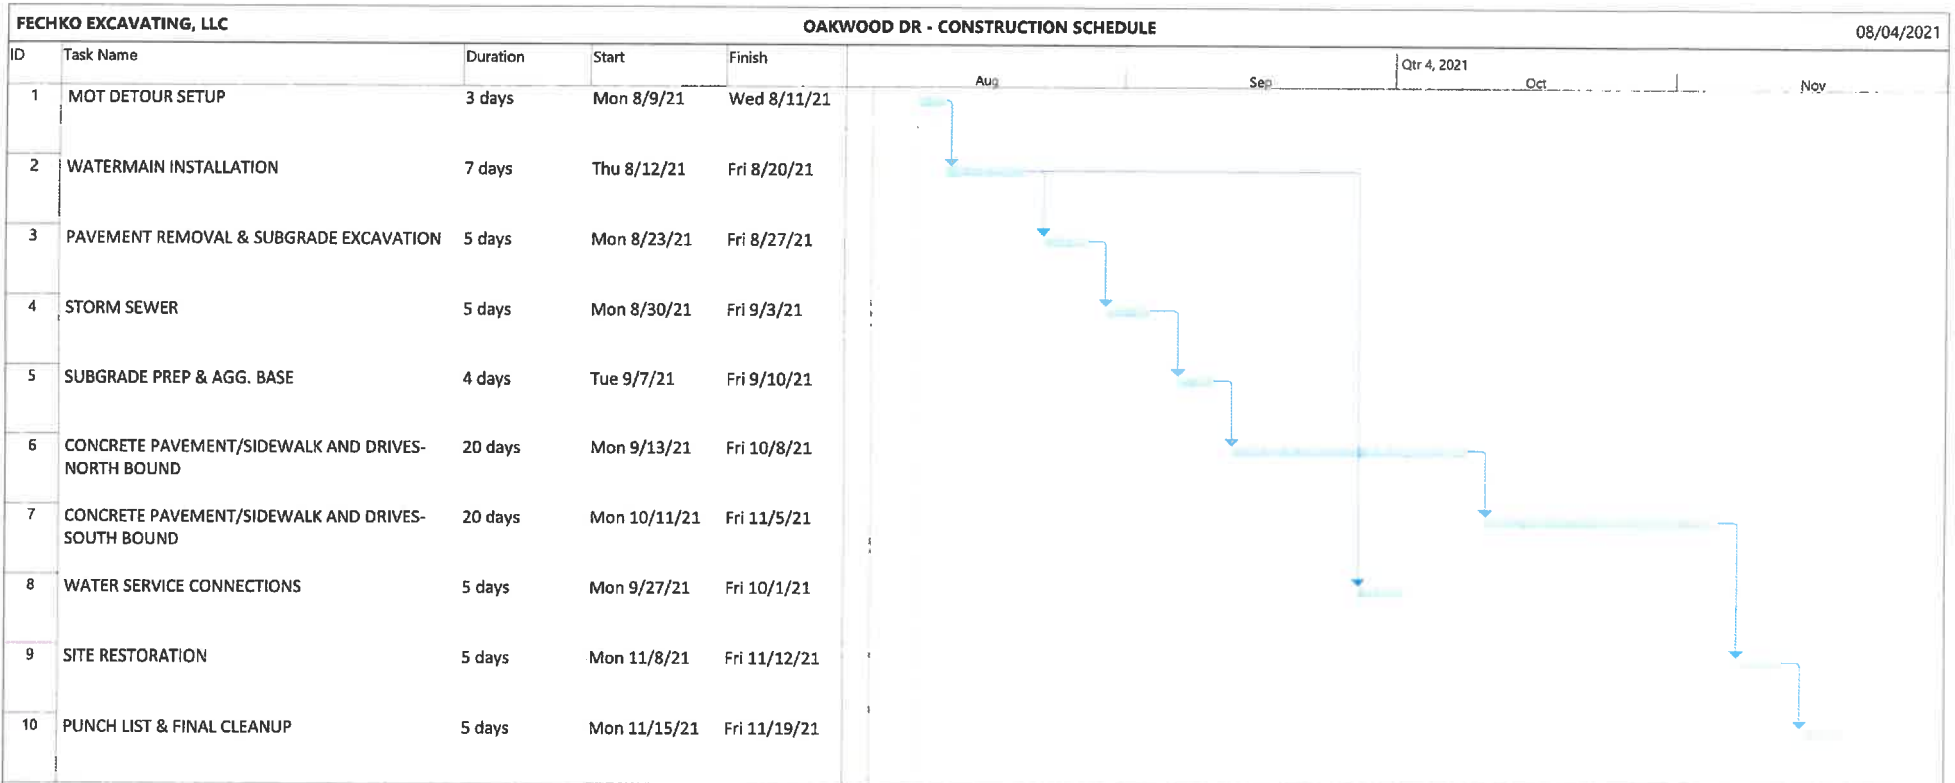 FECHKO EXCAVATING, LLC
OAKWOOD DR - CONSTRUCTION SCHEDULE
08/04/2021
ID Task Name Duration Start Finish
Qtr 4, 2021
Aug Sep Oct Nov
1 MOT DETOUR SETUP 3 days Mon 8/9/21 Wed 8/11/21
2 WATERMAIN INSTALLATION 7 days Thu 8/12/21 Fri 8/20/21
3 PAVEMENT REMOVAL & SUBGRADE EXCAVATION 5 days Mon 8/23/21 Fri 8/27/21
4 STORM SEWER 5 days Mon 8/30/21 Fri 9/3/21
5 SUBGRADE PREP & AGG. BASE 4 days Tue 9/7/21 Fri 9/10/21
6 CONCRETE PAVEMENT/SIDEWALK AND DRIVES- 20 days Mon 9/13/21 Fri 10/8/21
NORTH BOUND
7 CONCRETE PAVEMENT/SIDEWALK AND DRIVES- 20 days Mon 10/11/21 Fri 11/5/21
SOUTH BOUND
8 WATER SERVICE CONNECTIONS 5 days Mon 9/27/21 Fri 10/1/21
9 SITE RESTORATION 5 days Mon 11/8/21 Fri 11/12/21
10 PUNCH LIST & FINAL CLEANUP 5 days Mon 11/15/21 Fri 11/19/21